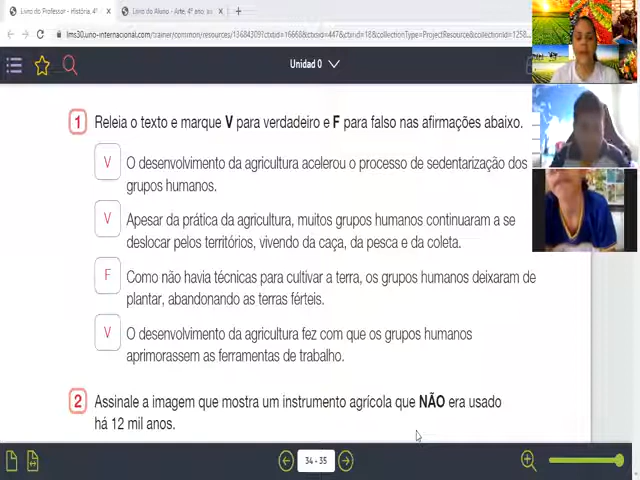 Livro do Professor - História, 4º
Livro do Aluno - Arte, 4º ano: au
lms30.uno-internacional.com/trainer/common/resources/13684309?ctxtid=16668&ctxsid=447&ctnrid=18&collectionType=ProjectResource&collectionId=1258...
Unidad 0
1 Releia o texto e marque V para verdadeiro e F para falso nas afirmações abaixo.
V O desenvolvimento da agricultura acelerou o processo de sedentarização dos
grupos humanos.
V Apesar da prática da agricultura, muitos grupos humanos continuaram a se
deslocar pelos territórios, vivendo da caça, da pesca e da coleta.
F Como não havia técnicas para cultivar a terra, os grupos humanos deixaram de
plantar, abandonando as terras férteis.
V O desenvolvimento da agricultura fez com que os grupos humanos
aprimorassem as ferramentas de trabalho.
2 Assinale a imagem que mostra um instrumento agrícola que NÃO era usado
há 12 mil anos.
34 - 35